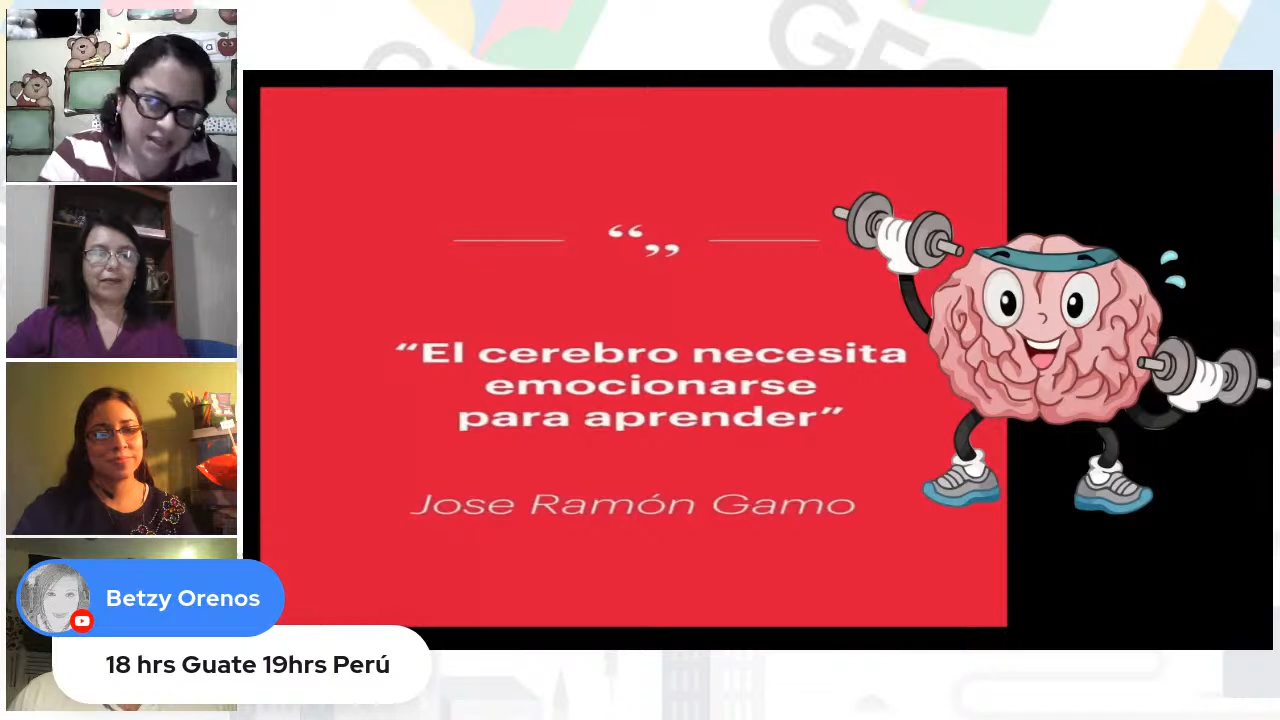 “”
“El cerebro necesita
emocionarse
para aprender”
Jose Ramón Gamo
Betzy Orenos
18 hrs Guate 19hrs Perú